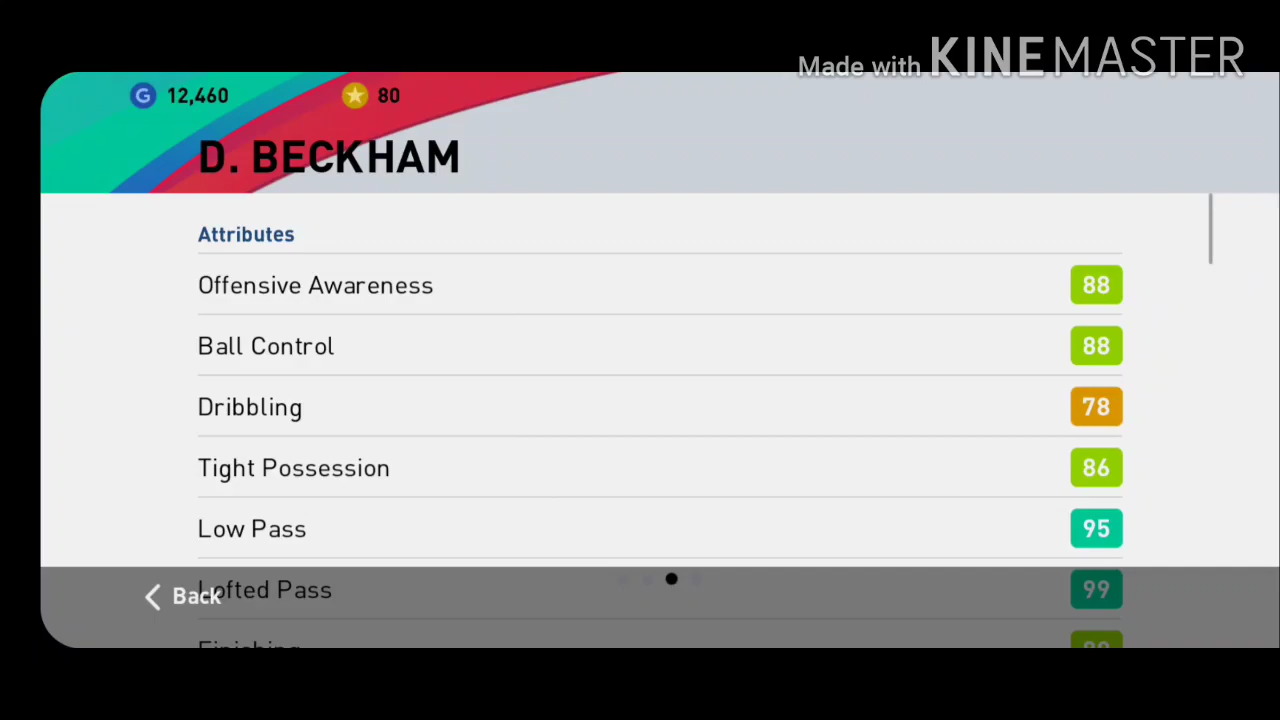 Made with KINEMASTER
G 12,460 80
D. BECKHAM
Attributes
Offensive Awareness 88
Ball Control 88
Dribbling 78
Tight Possession 86
Low Pass 95
Lofted Pass 99
Back
Finishing